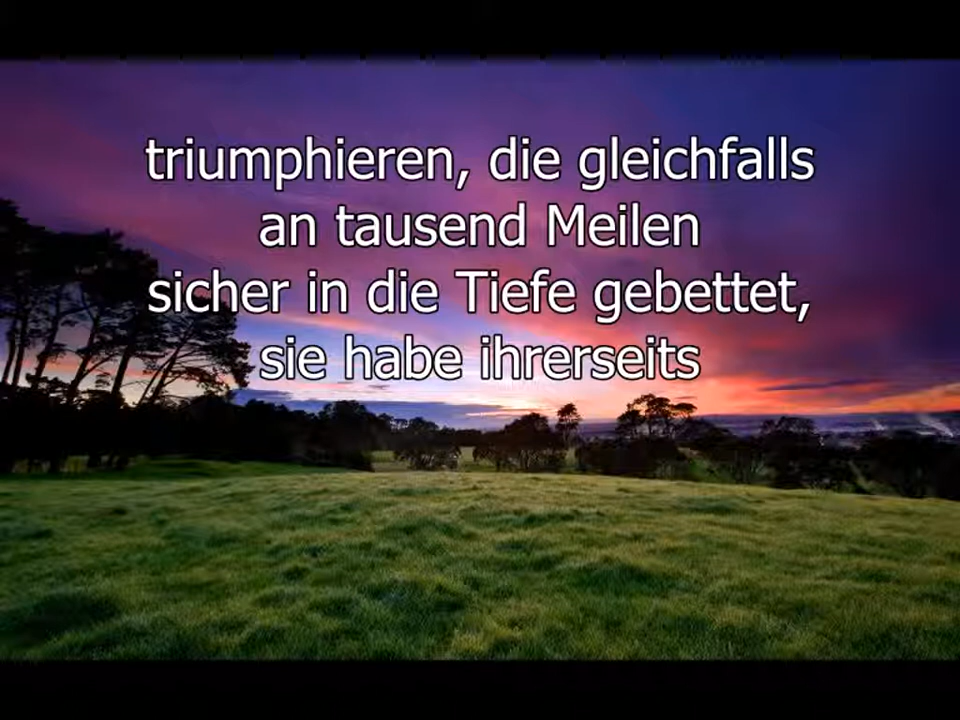 triumphieren, die gleichfalls
an tausend Meilen
sicher in die Tiefe gebettet,
sie habe ihrerseits